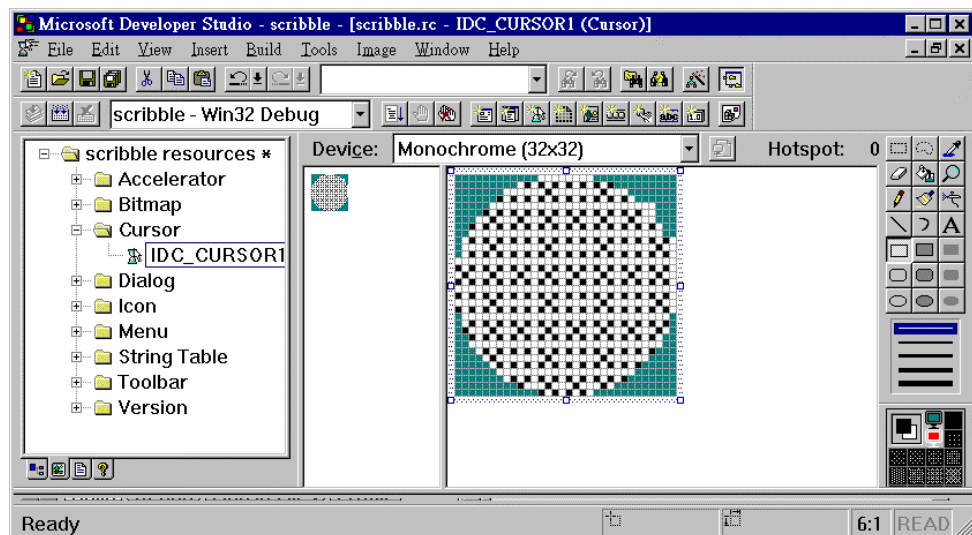 Microsoft Developer Studio - scribble - [scribble.rc - IDC_CURSOR1 (Cursor)]
File Edit View Insert Build Tools Image Window Help
scribble - Win32 Debug
abc
scribble resources *
Device: Monochrome (32x32) Hotspot: 0
Accelerator
Bitmap
Cursor
IDC_CURSOR1
Dialog
Icon
Menu
String Table
Toolbar
Version
A
Ready 6:1 READ